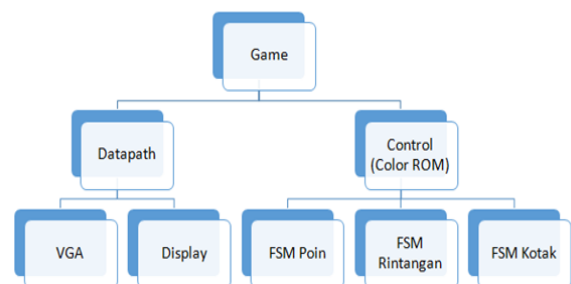 Game
Datapath
Control
(Color ROM)
VGA
Display
FSM Poin
FSM
Rintangan
FSM Kotak